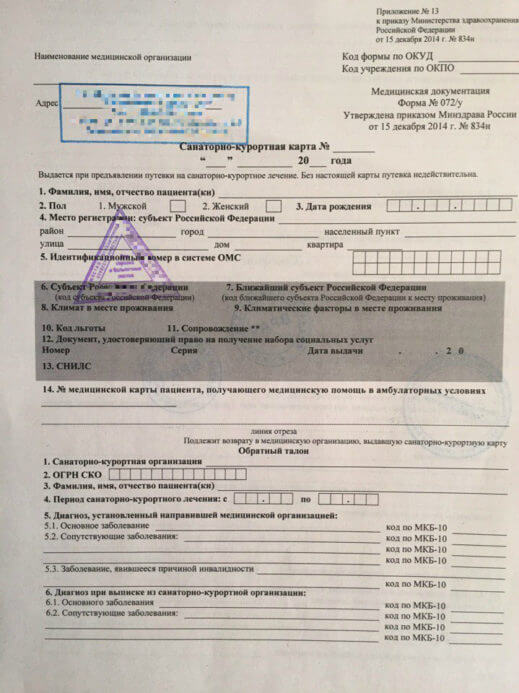 Приложение № 13
к приказу Министерства здравоохранения
Российской Федерации
от 15 декабря 2014 г. № 834н
Наименование медицинской организации
Код формы по ОКУД
Код учреждения по ОКПО
Адрес
Медицинская документация
Форма № 072/у
Утверждена приказом Минздрава России
от 15 декабря 2014 г. № 834н
Санаторно-курортная карта №
“ ” 20 года
Выдается при предъявлении путевки на санаторно-курортное лечение. Без настоящей карты путевка недействительна.
1. Фамилия, имя, отчество пациента(ки)
2. Пол 1. Мужской 2. Женский 3. Дата рождения
4. Место регистрации: субъект Российской Федерации
район город населенный пункт
улица дом квартира
5. Идентификационный номер в системе ОМС
6. Субъект Российской Федерации 7. Ближайший субъект Российской Федерации
(код субъекта Российской Федерации) (код ближайшего субъекта Российской Федерации к месту проживания)
8. Климат в месте проживания 9. Климатические факторы в месте проживания
10. Код льготы 11. Сопровождение **
12. Документ, удостоверяющий право на получение набора социальных услуг
Номер Серия Дата выдачи . . 2 0
13. СНИЛС
14. № медицинской карты пациента, получающего медицинскую помощь в амбулаторных условиях
линия отреза
Подлежит возврату в медицинскую организацию, выдавшую санаторно-курортную карту
Обратный талон
1. Санаторно-курортная организация
2. ОГРН СКО
3. Фамилия, имя, отчество пациента(ки)
4. Период санаторно-курортного лечения: с . по .
5. Диагноз, установленный направившей медицинской организацией:
5.1. Основное заболевание код по МКБ-10
5.2. Сопутствующие заболевания: код по МКБ-10
код по МКБ-10
код по МКБ-10
5.3. Заболевание, явившееся причиной инвалидности
код по МКБ-10
6. Диагноз при выписке из санаторно-курортной организации:
6.1. Основного заболевания код по МКБ-10
6.2. Сопутствующие заболевания: код по МКБ-10
код по МКБ-10
код по МКБ-10